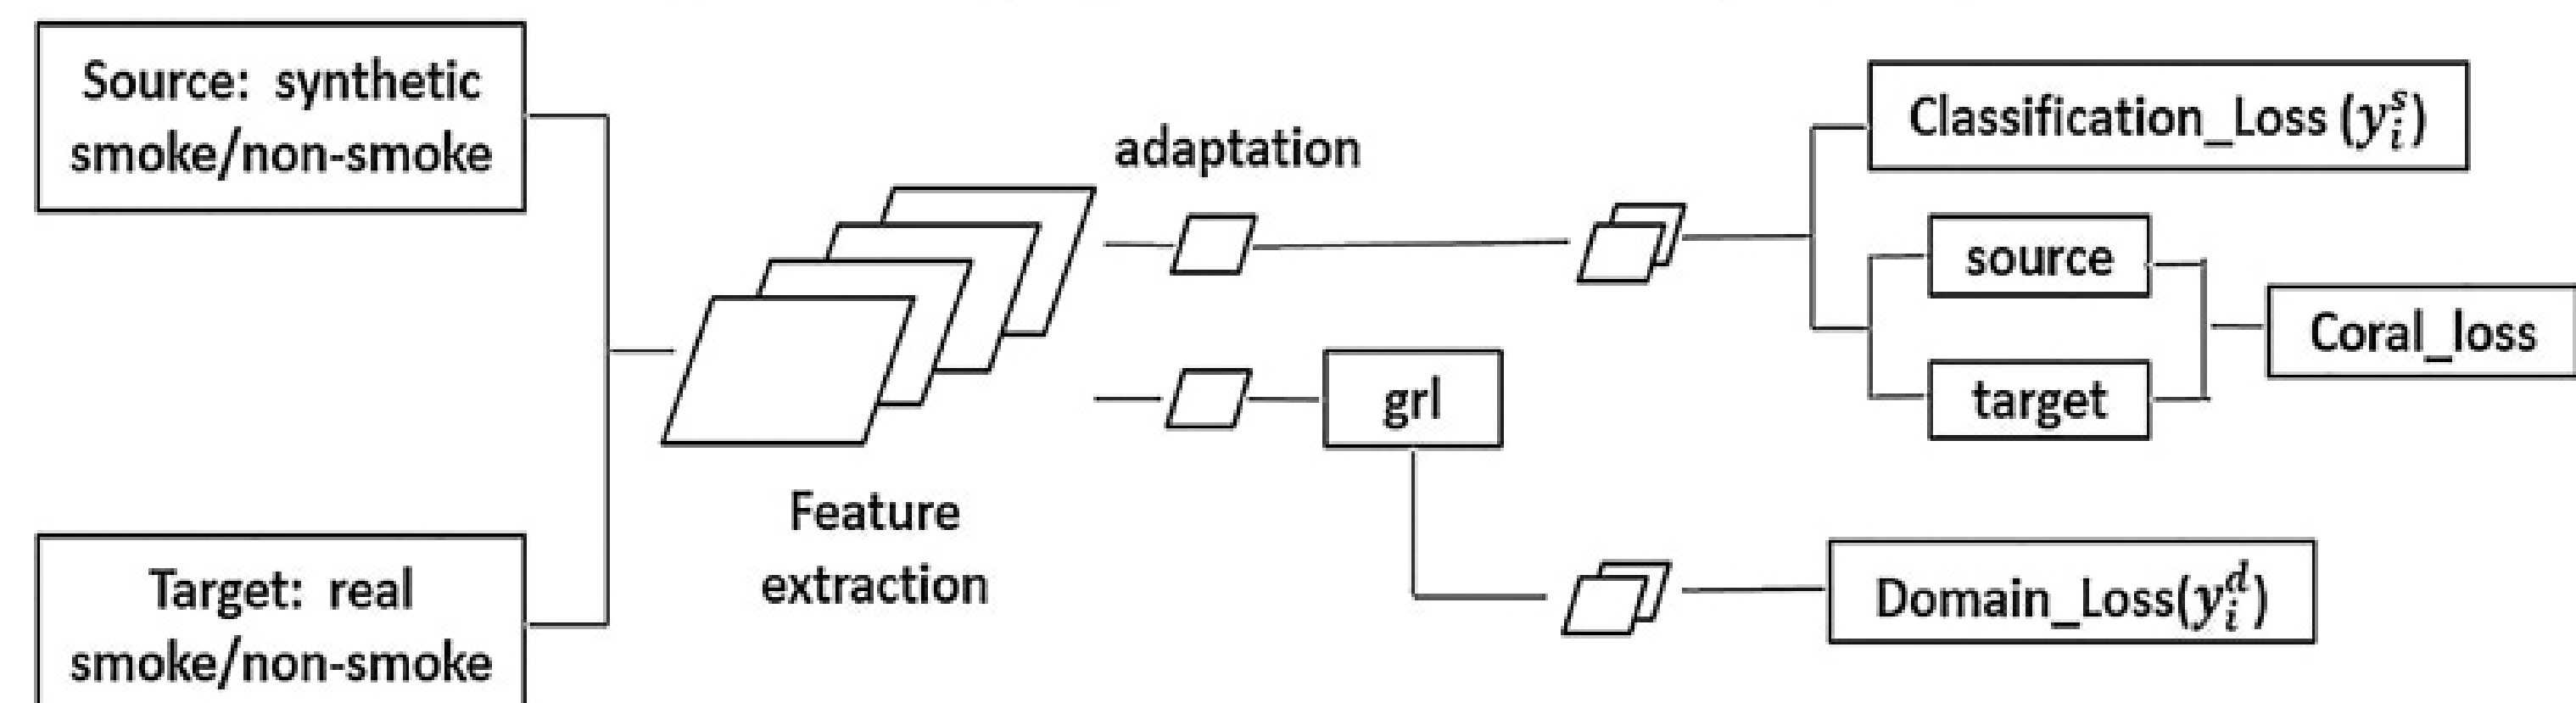 Source: synthetic
smoke/non-smoke
adaptation
Classification_Loss (y_i^s)
source
Coral_loss
target
grl
Feature
extraction
Target: real
smoke/non-smoke
Domain_Loss(y_i^d)